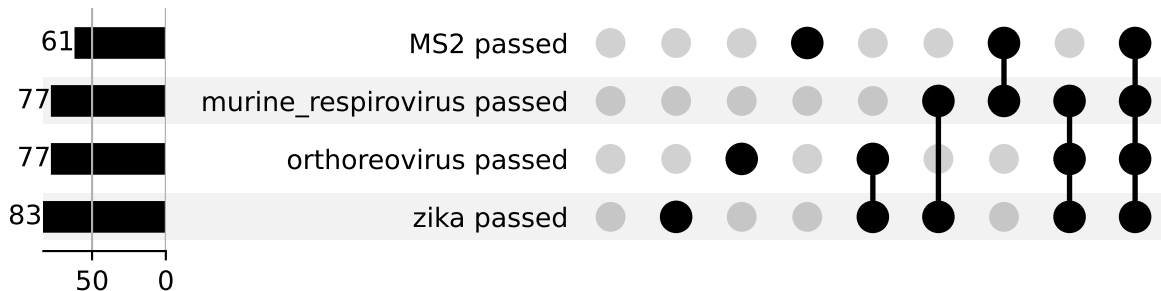 61 MS2 passed
77 murine_respirovirus passed
77 orthoreovirus passed
83 zika passed
50 0